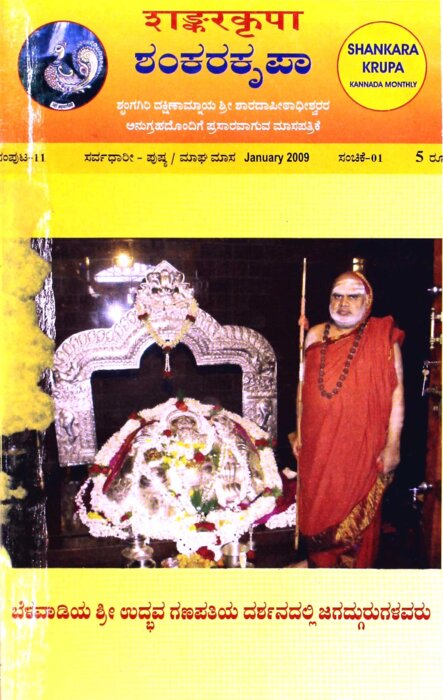 शङ्करकृपा
ಶಂಕರಕೃಪಾ
SHANKARA
KRUPA
KANNADA MONTHLY
ಶೃಂಗಗಿರಿ ದಕ್ಷಿಣಾಮ್ನಾಯ ಶ್ರೀ ಶಾರದಾಪೀಠಾಧೀಶ್ವರರ
ಅನುಗ್ರಹದೊಂದಿಗೆ ಪ್ರಸಾರವಾಗುವ ಮಾಸಪತ್ರಿಕೆ
ಸಂಪುಟ-11 ಸರ್ವಧಾರೀ - ಪುಷ್ಯ / ಮಾಘ ಮಾಸ January 2009 ಸಂಚಿಕೆ-01 5 ರೂ
ಬೆಳವಾಡಿಯ ಶ್ರೀ ಉದ್ಭವ ಗಣಪತಿಯ ದರ್ಶನದಲ್ಲಿ ಜಗದ್ಗುರುಗಳವರು